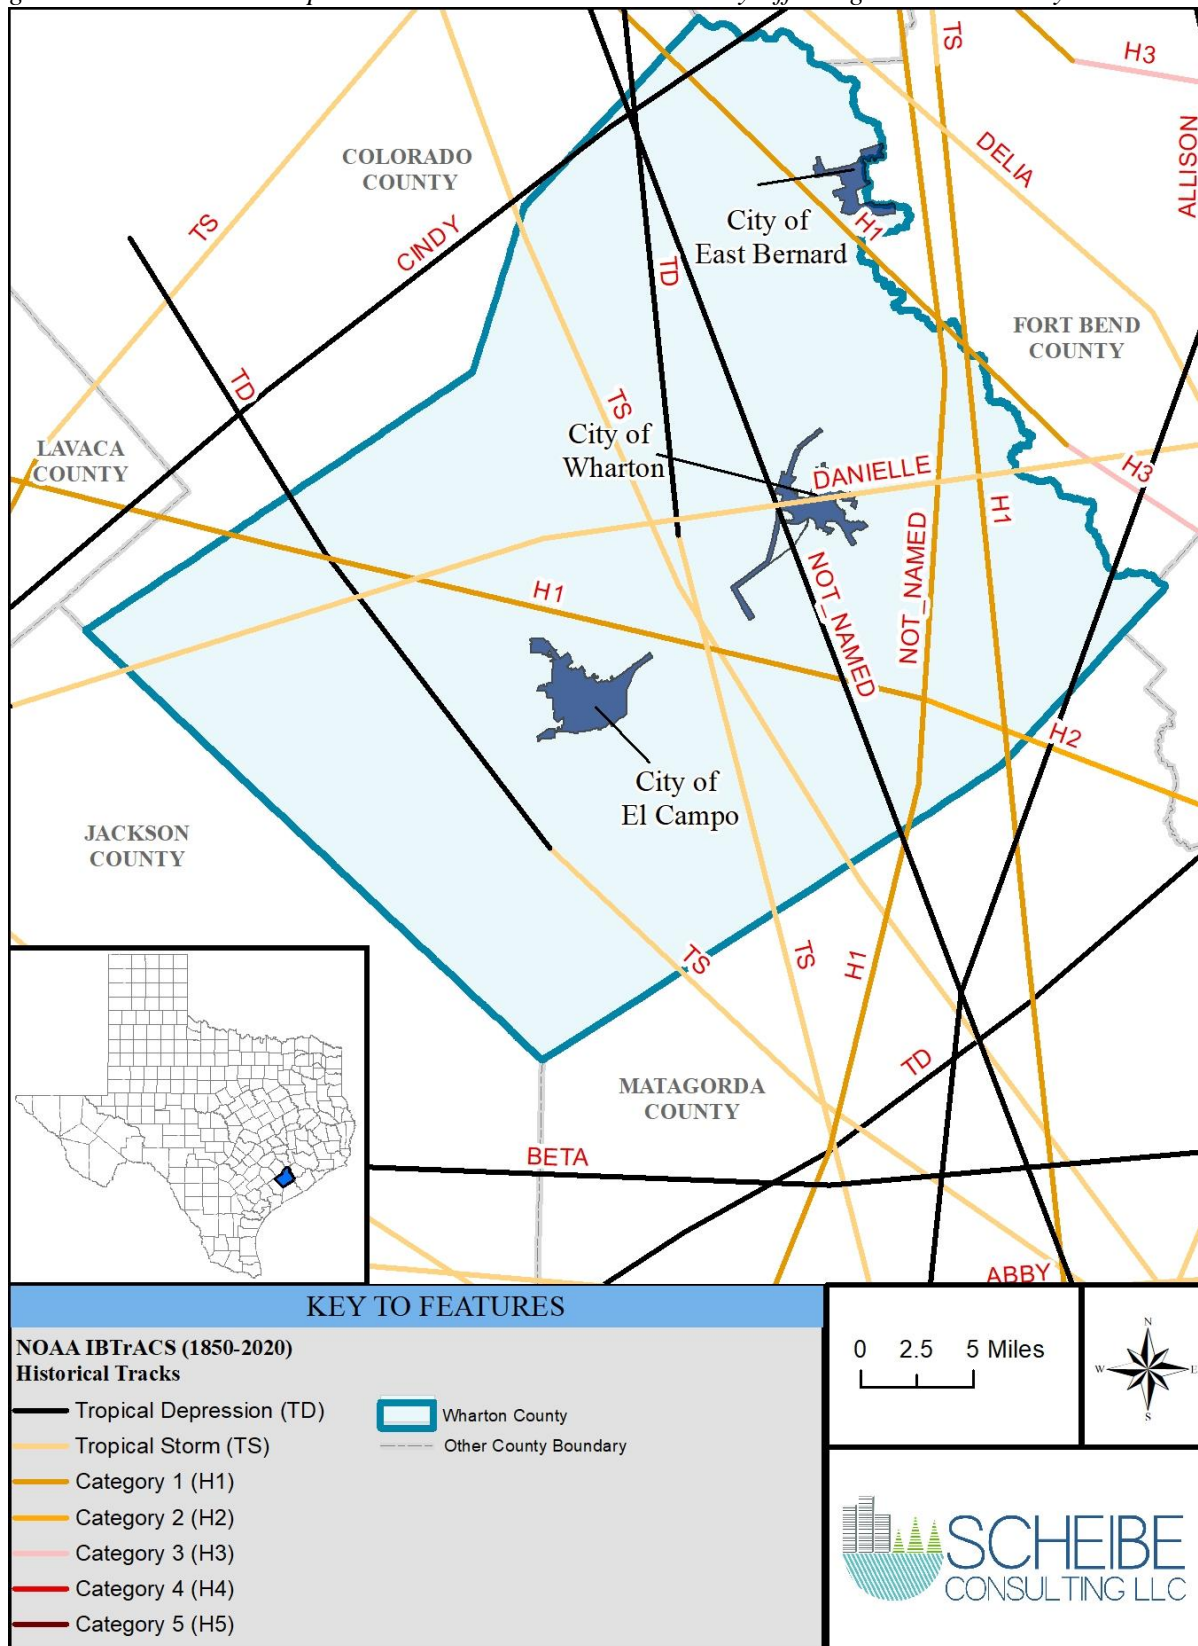 H3
TS
DELIA
ALLISON
COLORADO
COUNTY
TS
CINDY
City of
East Bernard
H1
TD
FORT BEND
COUNTY
TD
TS
City of
Wharton
LAVACA
COUNTY
DANIELLE
H3
H1
NOT_NAMED
NOT_NAMED
H1
H2
City of
El Campo
JACKSON
COUNTY
TS
TS
H1
MATAGORDA
COUNTY
TD
BETA
ABBY
KEY TO FEATURES
NOAA IBTrACS (1850-2020)
Historical Tracks
Tropical Depression (TD)
Tropical Storm (TS)
Category 1 (H1)
Category 2 (H2)
Category 3 (H3)
Category 4 (H4)
Category 5 (H5)
Wharton County
Other County Boundary
0 2.5 5 Miles
N
W E
S
SCHEIBE
CONSULTING LLC